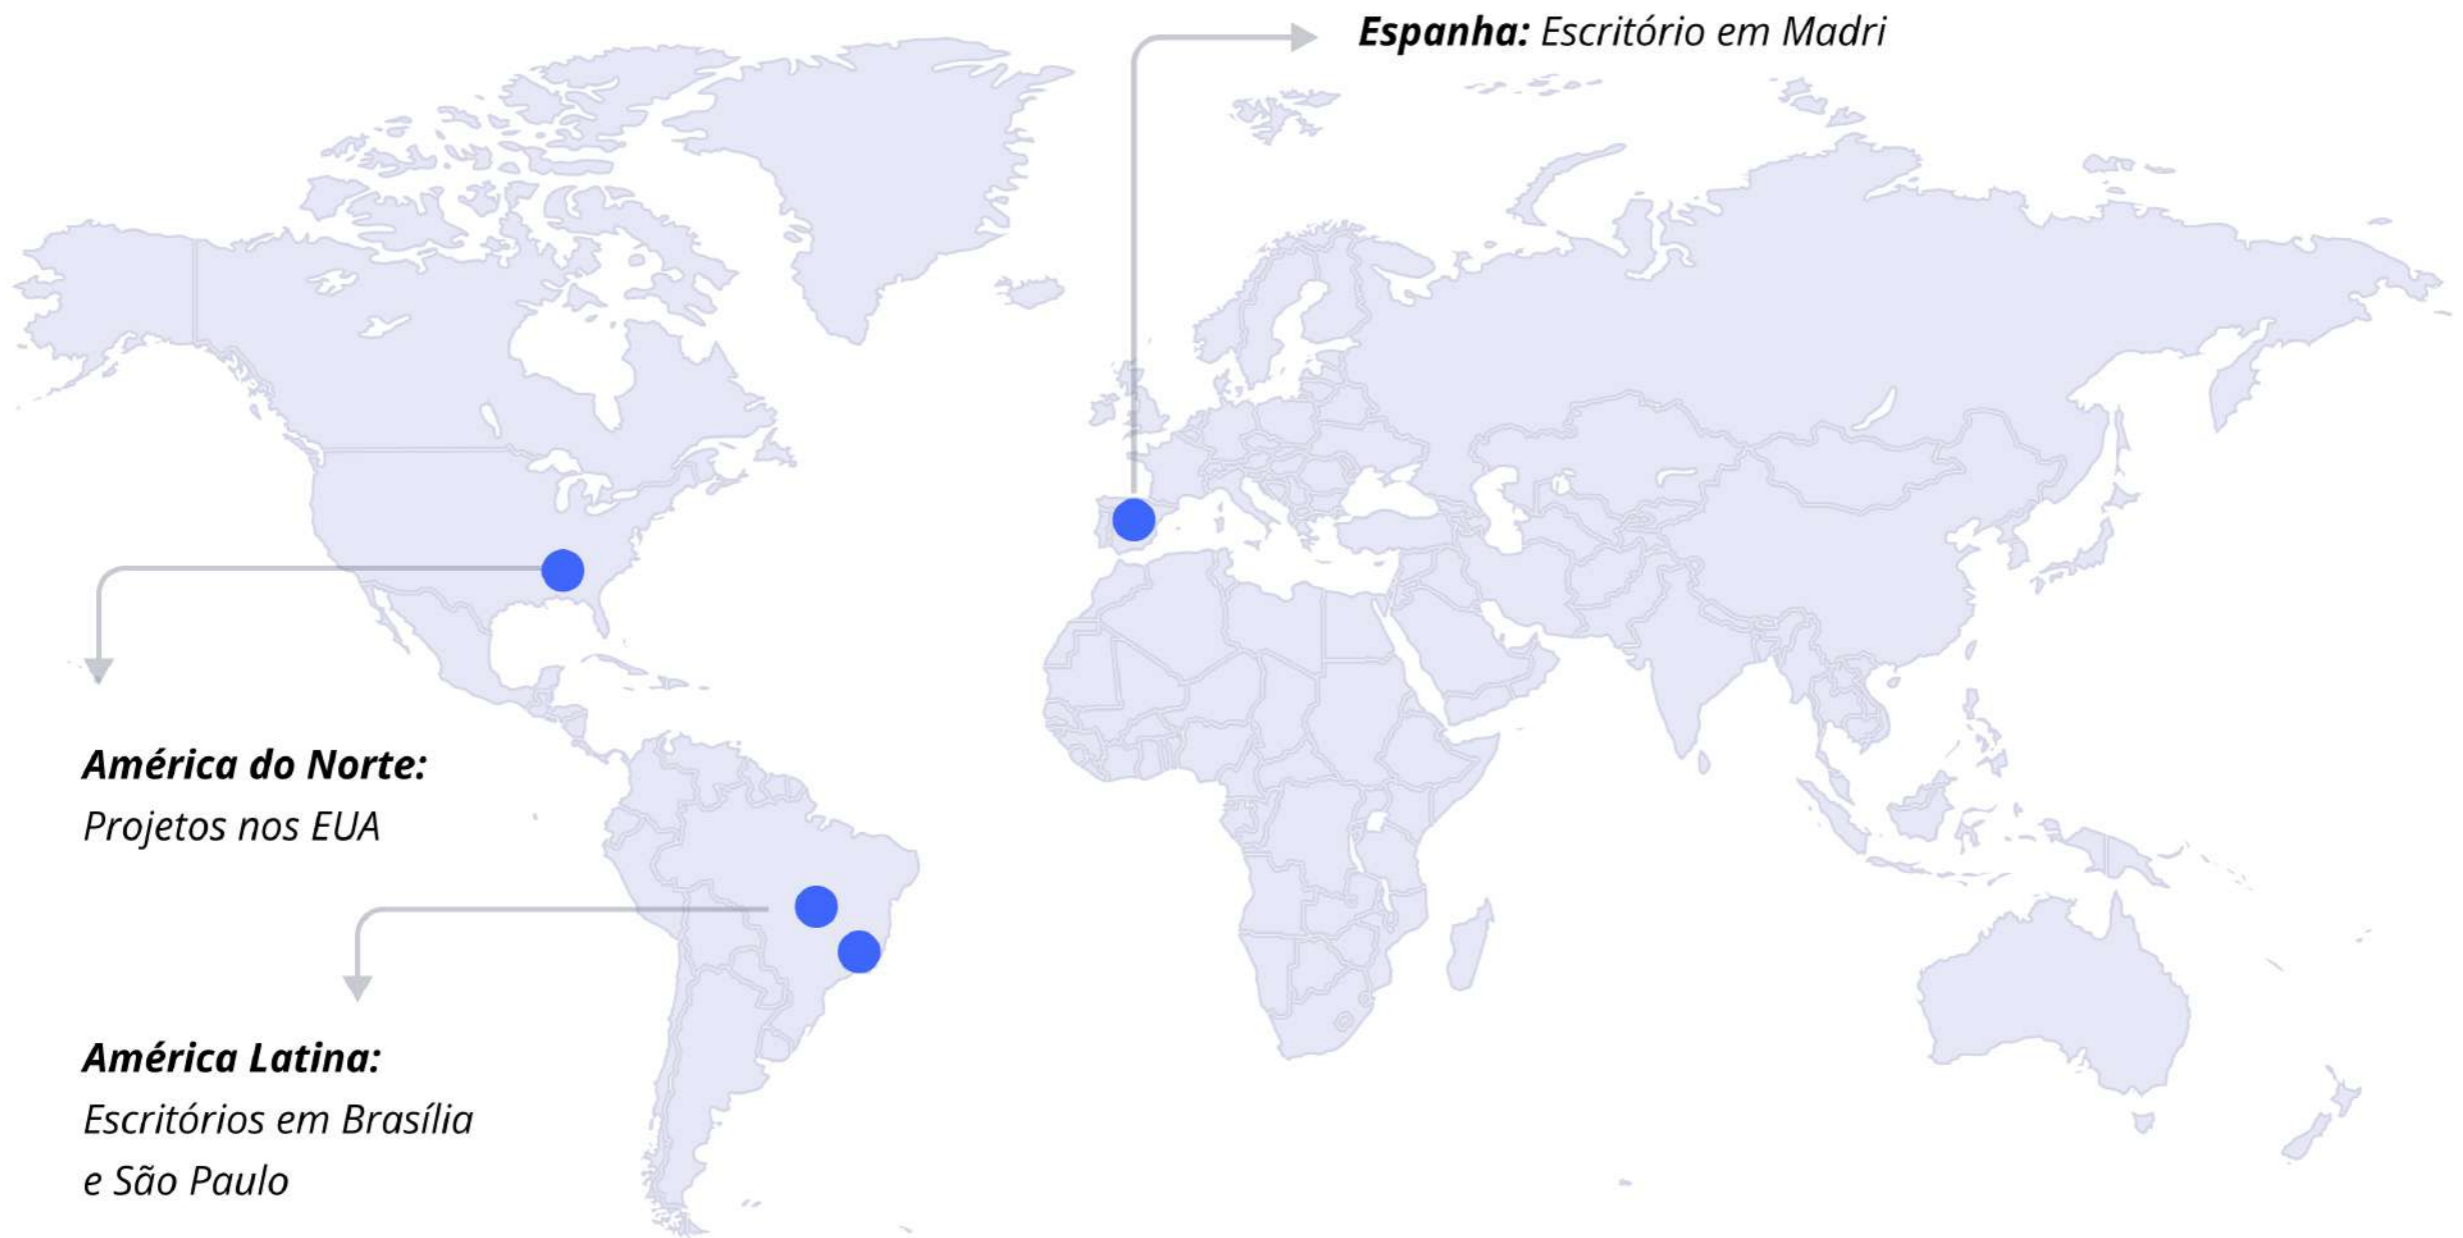 Espanha: Escritório em Madri
América do Norte:
Projetos nos EUA
América Latina:
Escritórios em Brasília
e São Paulo